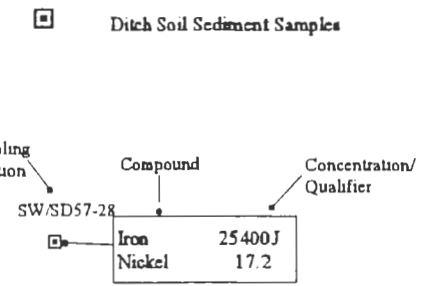 Ditch Soil Sediment Samples
Compound
Concentration/
Qualifier
SW/SD57-28
Iron 25400J
Nickel 17.2